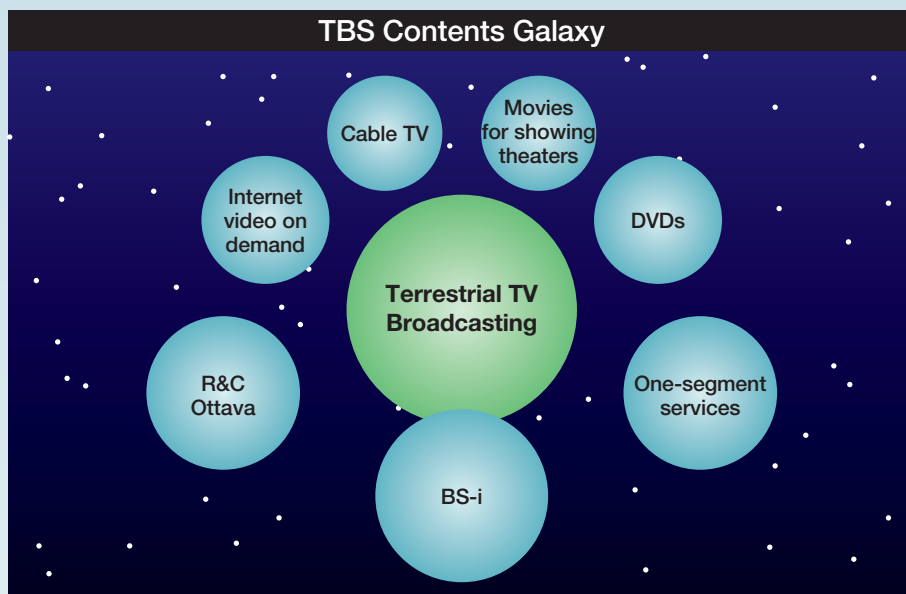 TBS Contents Galaxy
Cable TV
Movies
for showing
theaters
Internet
video on
demand
DVDs
Terrestrial TV
Broadcasting
R&C
Ottava
One-segment
services
BS-i